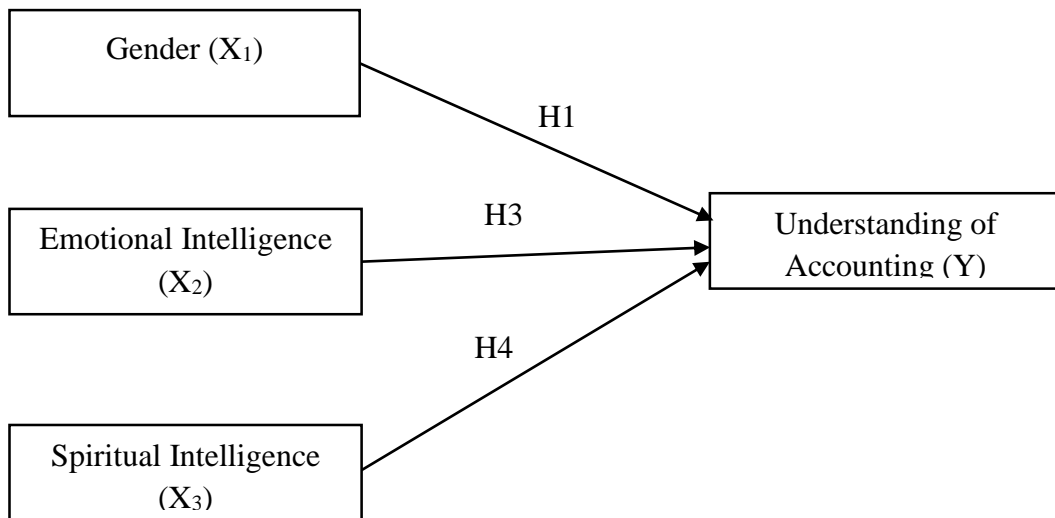 Gender (X₁)
H1
Emotional Intelligence
(X₂)
H3
Understanding of
Accounting (Y)
H4
Spiritual Intelligence
(X₃)